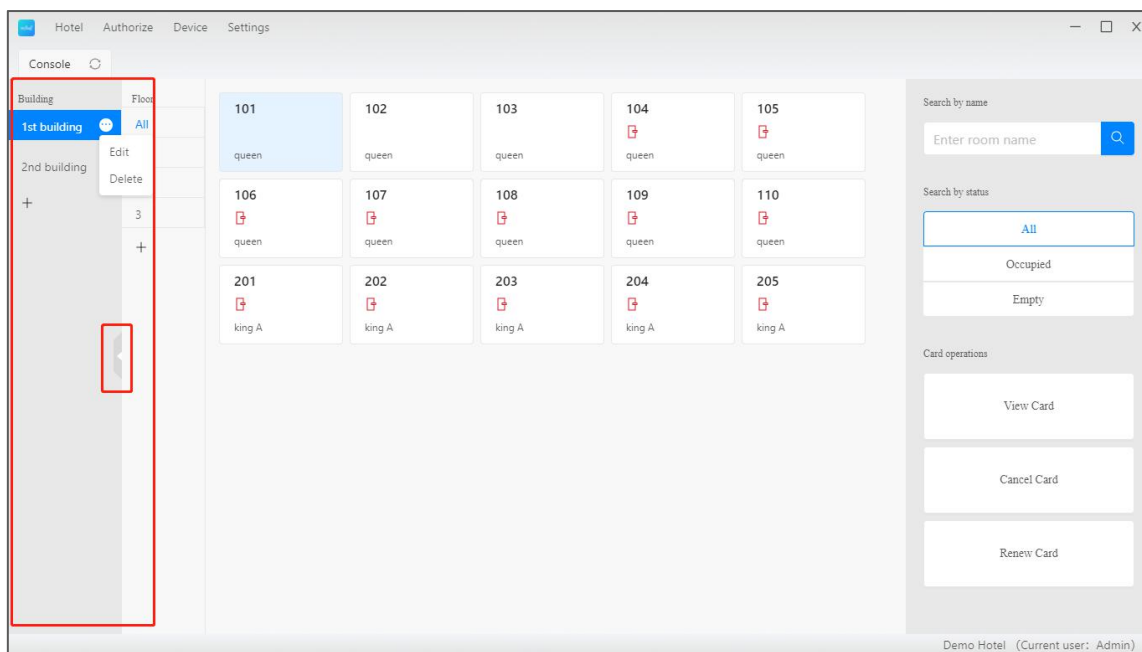 Hotel Authorize Device Settings
Console
Building
1st building
2nd building
+
Edit
Delete
Floor
All
3
+
101
queen
102
queen
103
queen
104
queen
105
queen
106
queen
107
queen
108
queen
109
queen
110
queen
201
king A
202
king A
203
king A
204
king A
205
king A
Search by name
Enter room name
Search by status
All
Occupied
Empty
Card operations
View Card
Cancel Card
Renew Card
Demo Hotel （Current user：Admin）